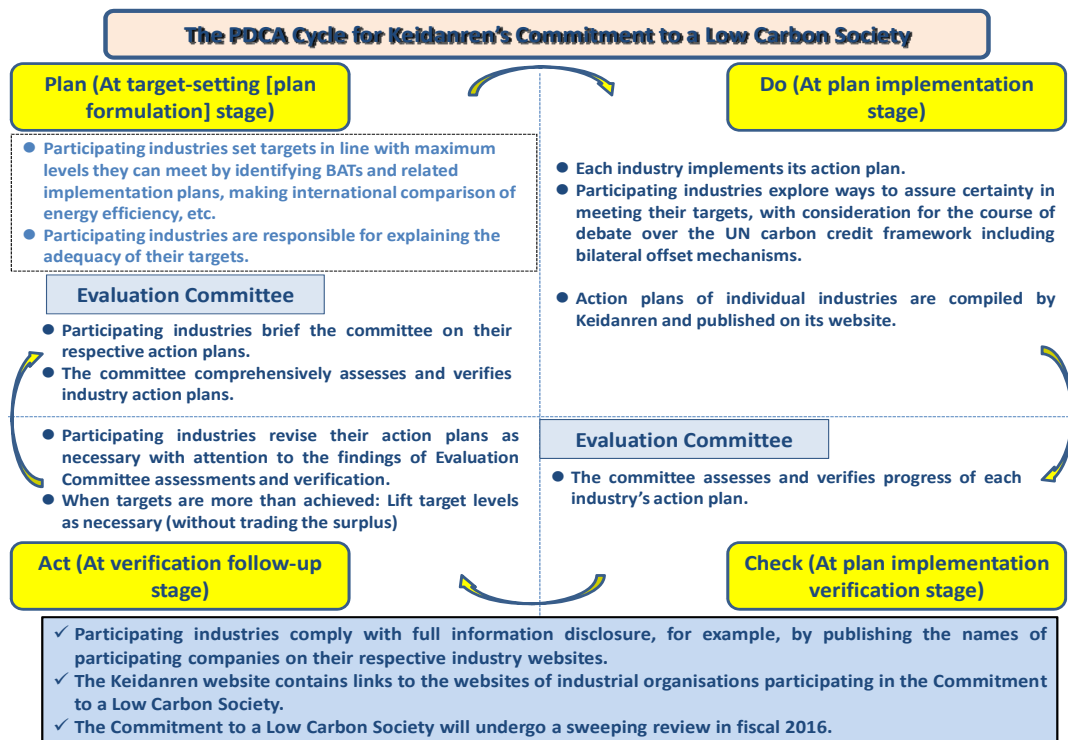 The PDCA Cycle for Keidanren's Commitment to a Low Carbon Society
Plan (At target-setting [plan
formulation] stage)
● Participating industries set targets in line with maximum
levels they can meet by identifying BATs and related
implementation plans, making international comparison of
energy efficiency, etc.
● Participating industries are responsible for explaining the
adequacy of their targets.
Evaluation Committee
● Participating industries brief the committee on their
respective action plans.
● The committee comprehensively assesses and verifies
industry action plans.
Do (At plan implementation
stage)
● Each industry implements its action plan.
● Participating industries explore ways to assure certainty in
meeting their targets, with consideration for the course of
debate over the UN carbon credit framework including
bilateral offset mechanisms.
● Action plans of individual industries are compiled by
Keidanren and published on its website.
● Participating industries revise their action plans as
necessary with attention to the findings of Evaluation
Committee assessments and verification.
● When targets are more than achieved: Lift target levels
as necessary (without trading the surplus)
Act (At verification follow-up
stage)
Evaluation Committee
● The committee assesses and verifies progress of each
industry's action plan.
Check (At plan implementation
verification stage)
✓ Participating industries comply with full information disclosure, for example, by publishing the names of
participating companies on their respective industry websites.
✓ The Keidanren website contains links to the websites of industrial organisations participating in the Commitment
to a Low Carbon Society.
✓ The Commitment to a Low Carbon Society will undergo a sweeping review in fiscal 2016.